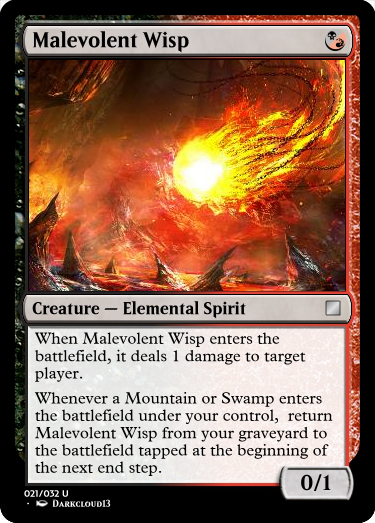 Malevolent Wisp
Creature — Elemental Spirit
When Malevolent Wisp enters the
battlefield, it deals 1 damage to target
player.
Whenever a Mountain or Swamp enters
the battlefield under your control,  return
Malevolent Wisp from your graveyard to
the battlefield tapped at the beginning of
the next end step.
0/1
021/032 U
· Darkcloud13